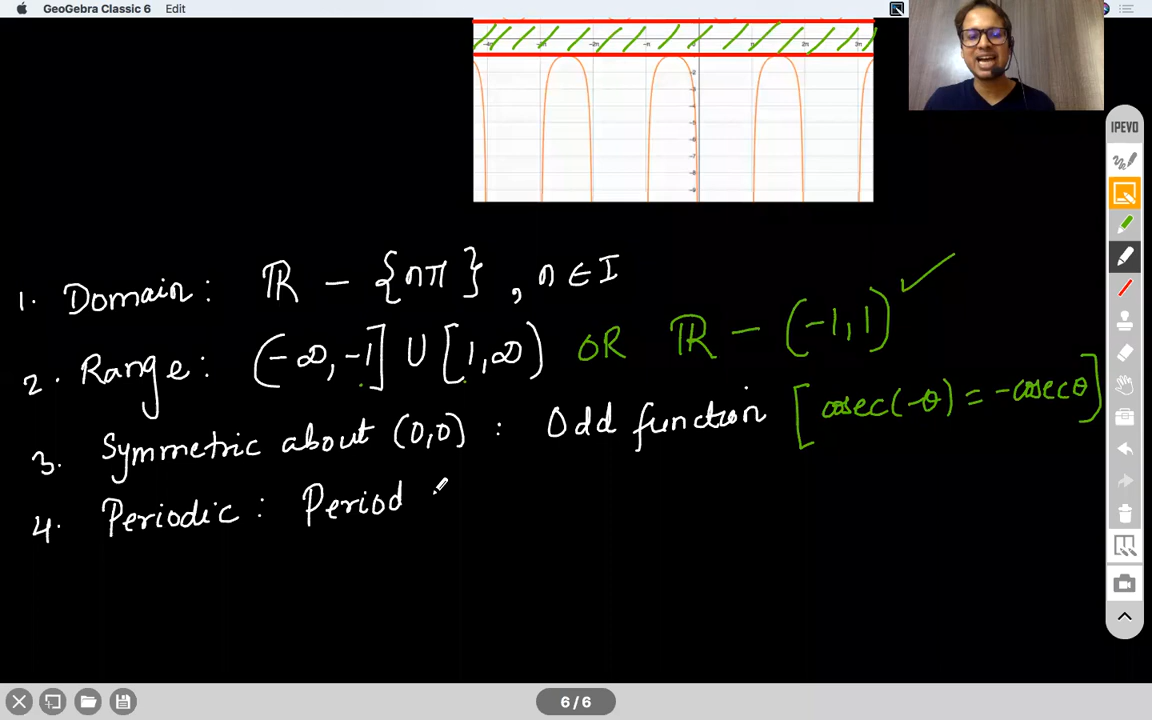 GeoGebra Classic 6 Edit
IPEVO
1. Domain : ℝ – {nπ} , n ∈ I
2. Range : (-∞, -1] ∪ [1, ∞) OR ℝ – (-1, 1)
3. Symmetric about (0,0) : Odd function [cosec(-θ) = -cosecθ]
4. Periodic : Period
6 / 6